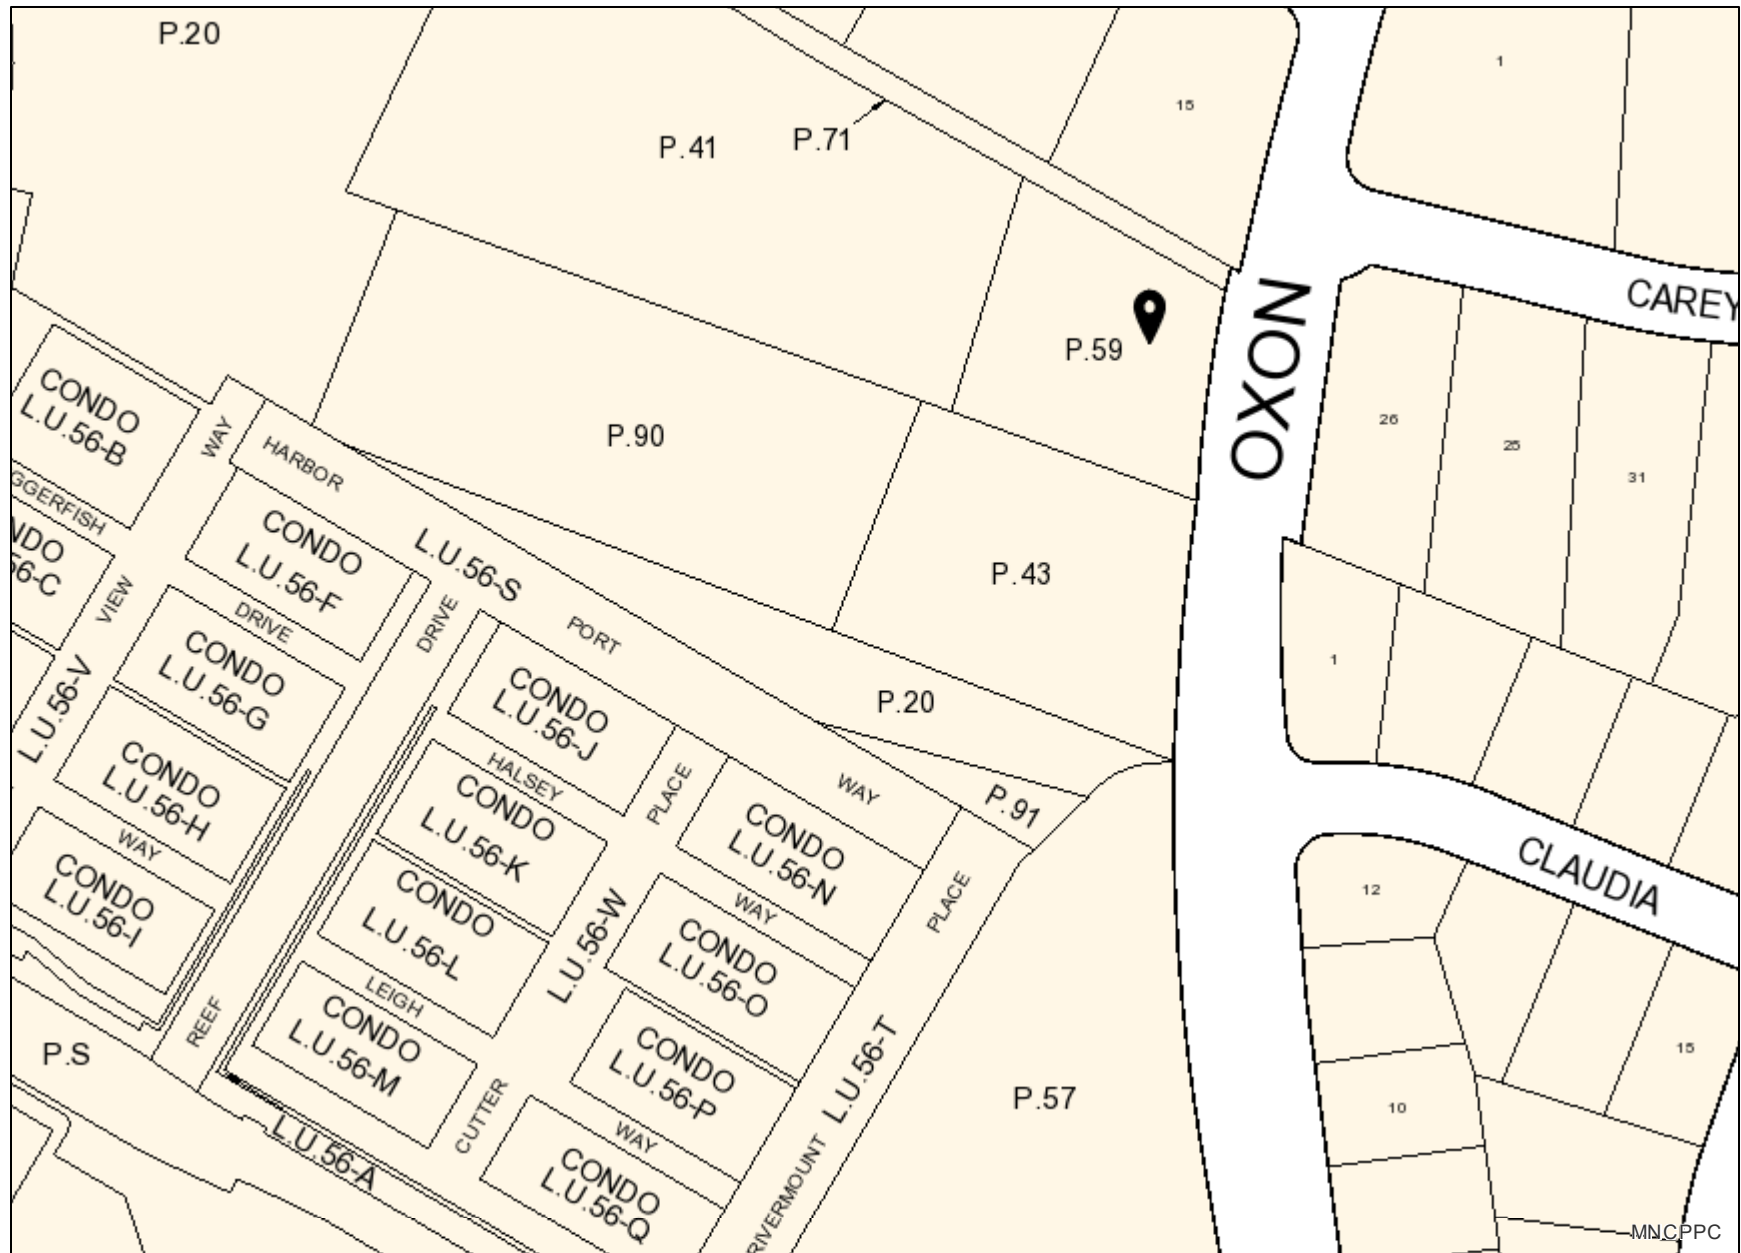 P.20
P.41
P.71
15
1
CAREY
OXON
P.59
26
25
31
P.90
P.43
1
P.20
P.91
CLAUDIA
12
15
10
P.57
CONDO
L.U.56-B
WAY
HARBOR
L.U.56-S
PORT
WAY
GGERFISH
NDO
56-C
VIEW
L.U.56-V
CONDO
L.U.56-F
DRIVE
DRIVE
CONDO
L.U.56-G
CONDO
L.U.56-H
WAY
CONDO
L.U.56-I
CONDO
L.U.56-J
HALSEY
PLACE
CONDO
L.U.56-K
CONDO
L.U.56-L
L.U.56-W
LEIGH
CONDO
L.U.56-M
CUTTER
REEF
P.S
L.U.56-A
CONDO
L.U.56-N
WAY
CONDO
L.U.56-O
CONDO
L.U.56-P
WAY
CONDO
L.U.56-Q
PLACE
L.U.56-T
RIVERMOUNT
MNCPPC